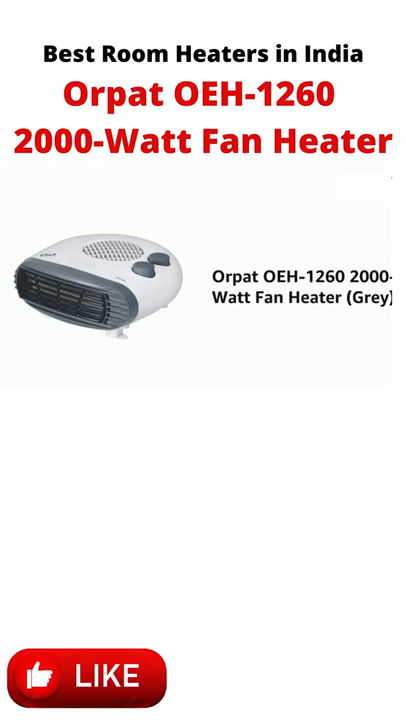 Best Room Heaters in India
Orpat OEH-1260
2000-Watt Fan Heater
Orpat OEH-1260 2000-
Watt Fan Heater (Grey)
LIKE